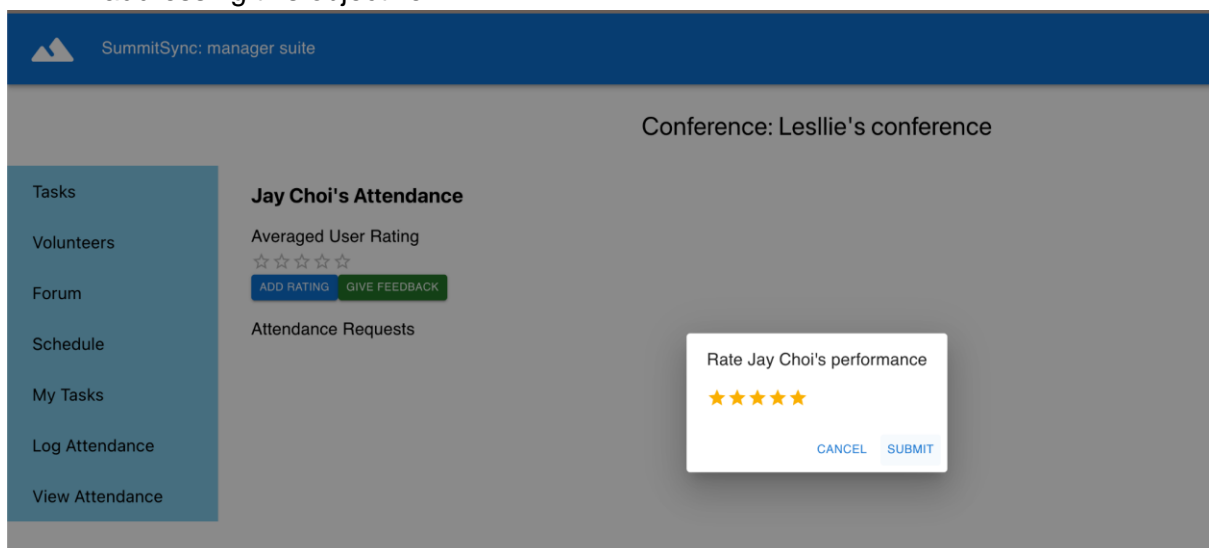 SummitSync: manager suite
Conference: Lesllie's conference
Tasks
Volunteers
Forum
Schedule
My Tasks
Log Attendance
View Attendance
Jay Choi's Attendance
Averaged User Rating
ADD RATING GIVE FEEDBACK
Attendance Requests
Rate Jay Choi's performance
CANCEL SUBMIT